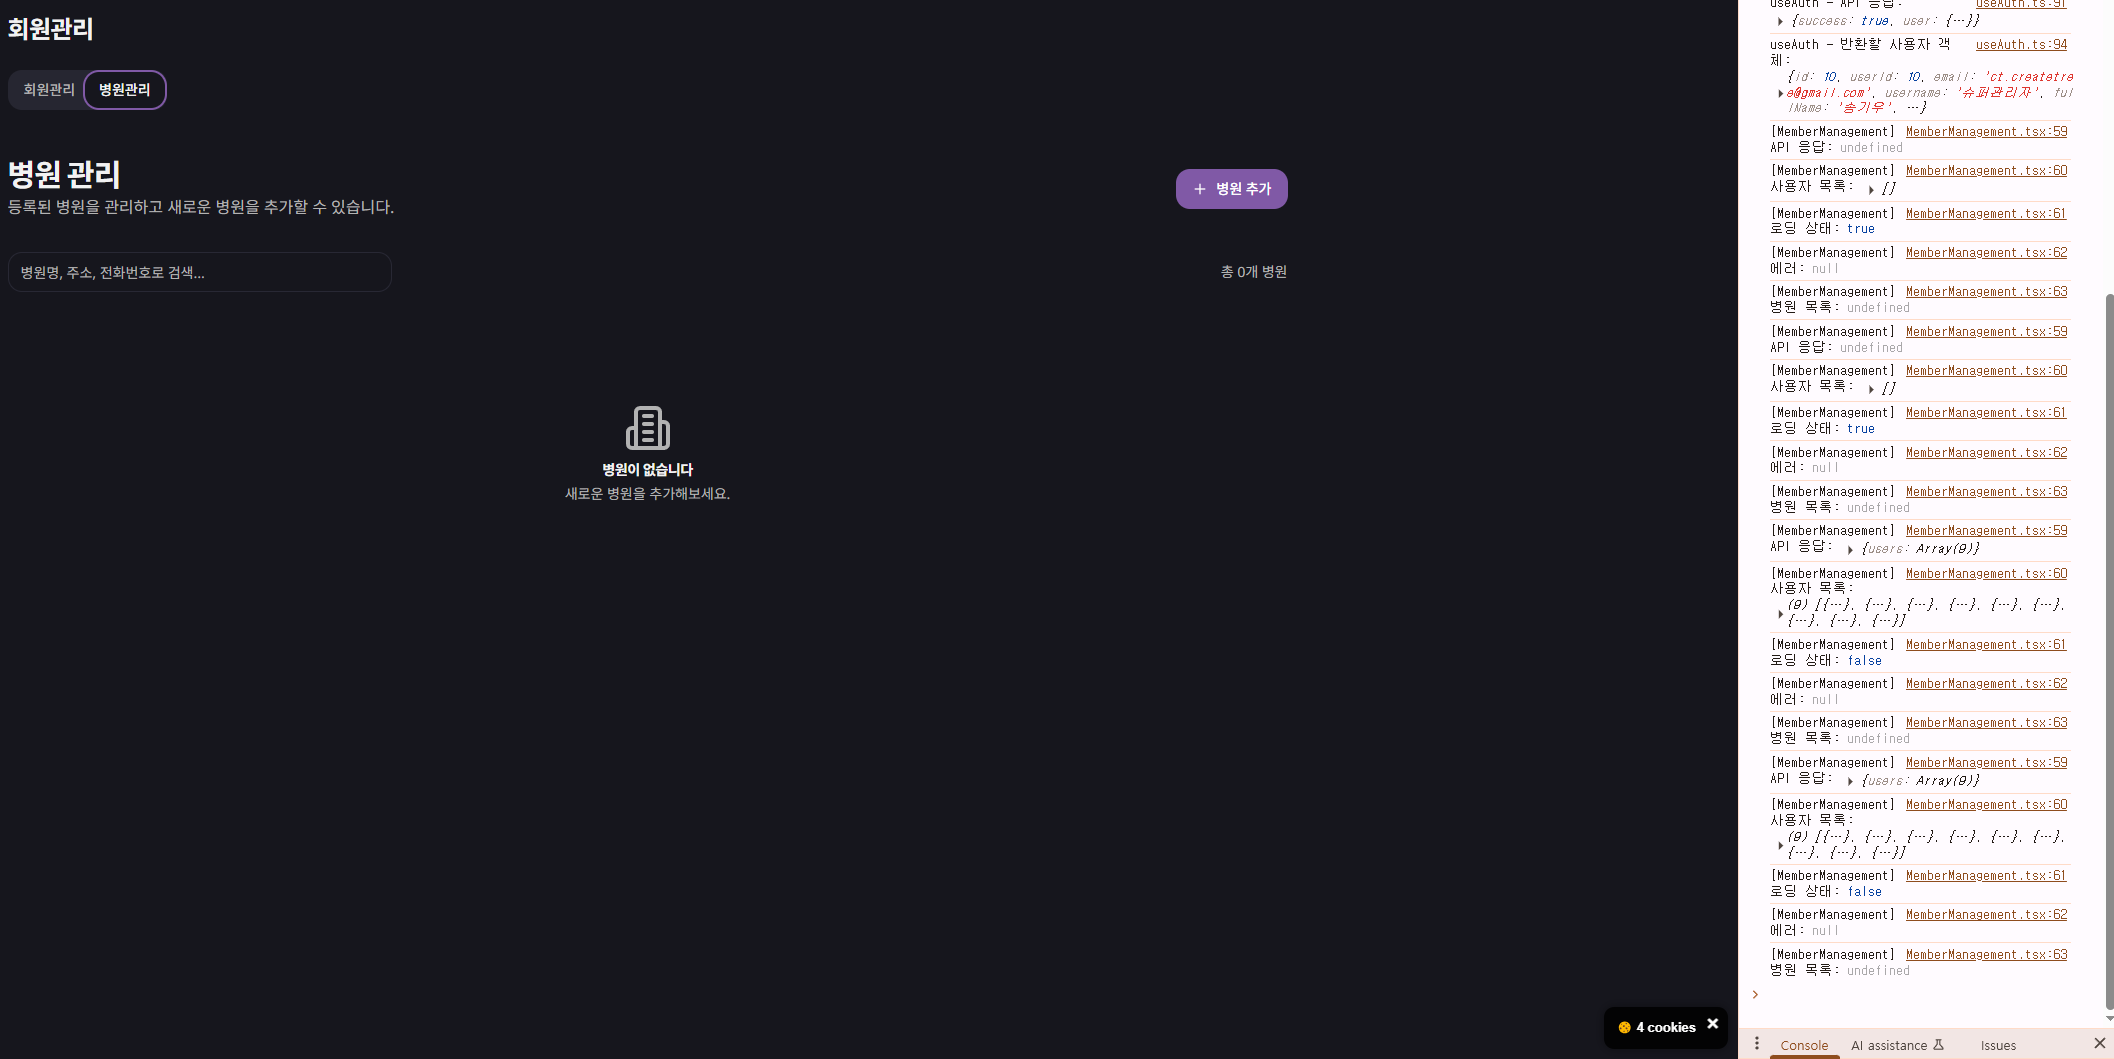 회원관리
회원관리 병원관리
병원 관리
등록된 병원을 관리하고 새로운 병원을 추가할 수 있습니다.
+ 병원 추가
병원명, 주소, 전화번호로 검색...
총 0개 병원
병원이 없습니다
새로운 병원을 추가해보세요.
4 cookies ×
useAuth - API 응답: useAuth.ts:91
{success: true, user: {…}}
useAuth - 반환할 사용자 객 useAuth.ts:94
체:
{id: 10, userId: 10, email: 'ct.createtre
e@gmail.com', username: '슈퍼관리자', ful
lName: '송기우', …}
[MemberManagement] MemberManagement.tsx:59
API 응답: undefined
[MemberManagement] MemberManagement.tsx:60
사용자 목록: []
[MemberManagement] MemberManagement.tsx:61
로딩 상태: true
[MemberManagement] MemberManagement.tsx:62
에러: null
[MemberManagement] MemberManagement.tsx:63
병원 목록: undefined
[MemberManagement] MemberManagement.tsx:59
API 응답: undefined
[MemberManagement] MemberManagement.tsx:60
사용자 목록: []
[MemberManagement] MemberManagement.tsx:61
로딩 상태: true
[MemberManagement] MemberManagement.tsx:62
에러: null
[MemberManagement] MemberManagement.tsx:63
병원 목록: undefined
[MemberManagement] MemberManagement.tsx:59
API 응답: {users: Array(9)}
[MemberManagement] MemberManagement.tsx:60
사용자 목록:
(9) [{…}, {…}, {…}, {…}, {…}, {…},
{…}, {…}, {…}]
[MemberManagement] MemberManagement.tsx:61
로딩 상태: false
[MemberManagement] MemberManagement.tsx:62
에러: null
[MemberManagement] MemberManagement.tsx:63
병원 목록: undefined
[MemberManagement] MemberManagement.tsx:59
API 응답: {users: Array(9)}
[MemberManagement] MemberManagement.tsx:60
사용자 목록:
(9) [{…}, {…}, {…}, {…}, {…}, {…},
{…}, {…}, {…}]
[MemberManagement] MemberManagement.tsx:61
로딩 상태: false
[MemberManagement] MemberManagement.tsx:62
에러: null
[MemberManagement] MemberManagement.tsx:63
병원 목록: undefined
Console AI assistance Issues